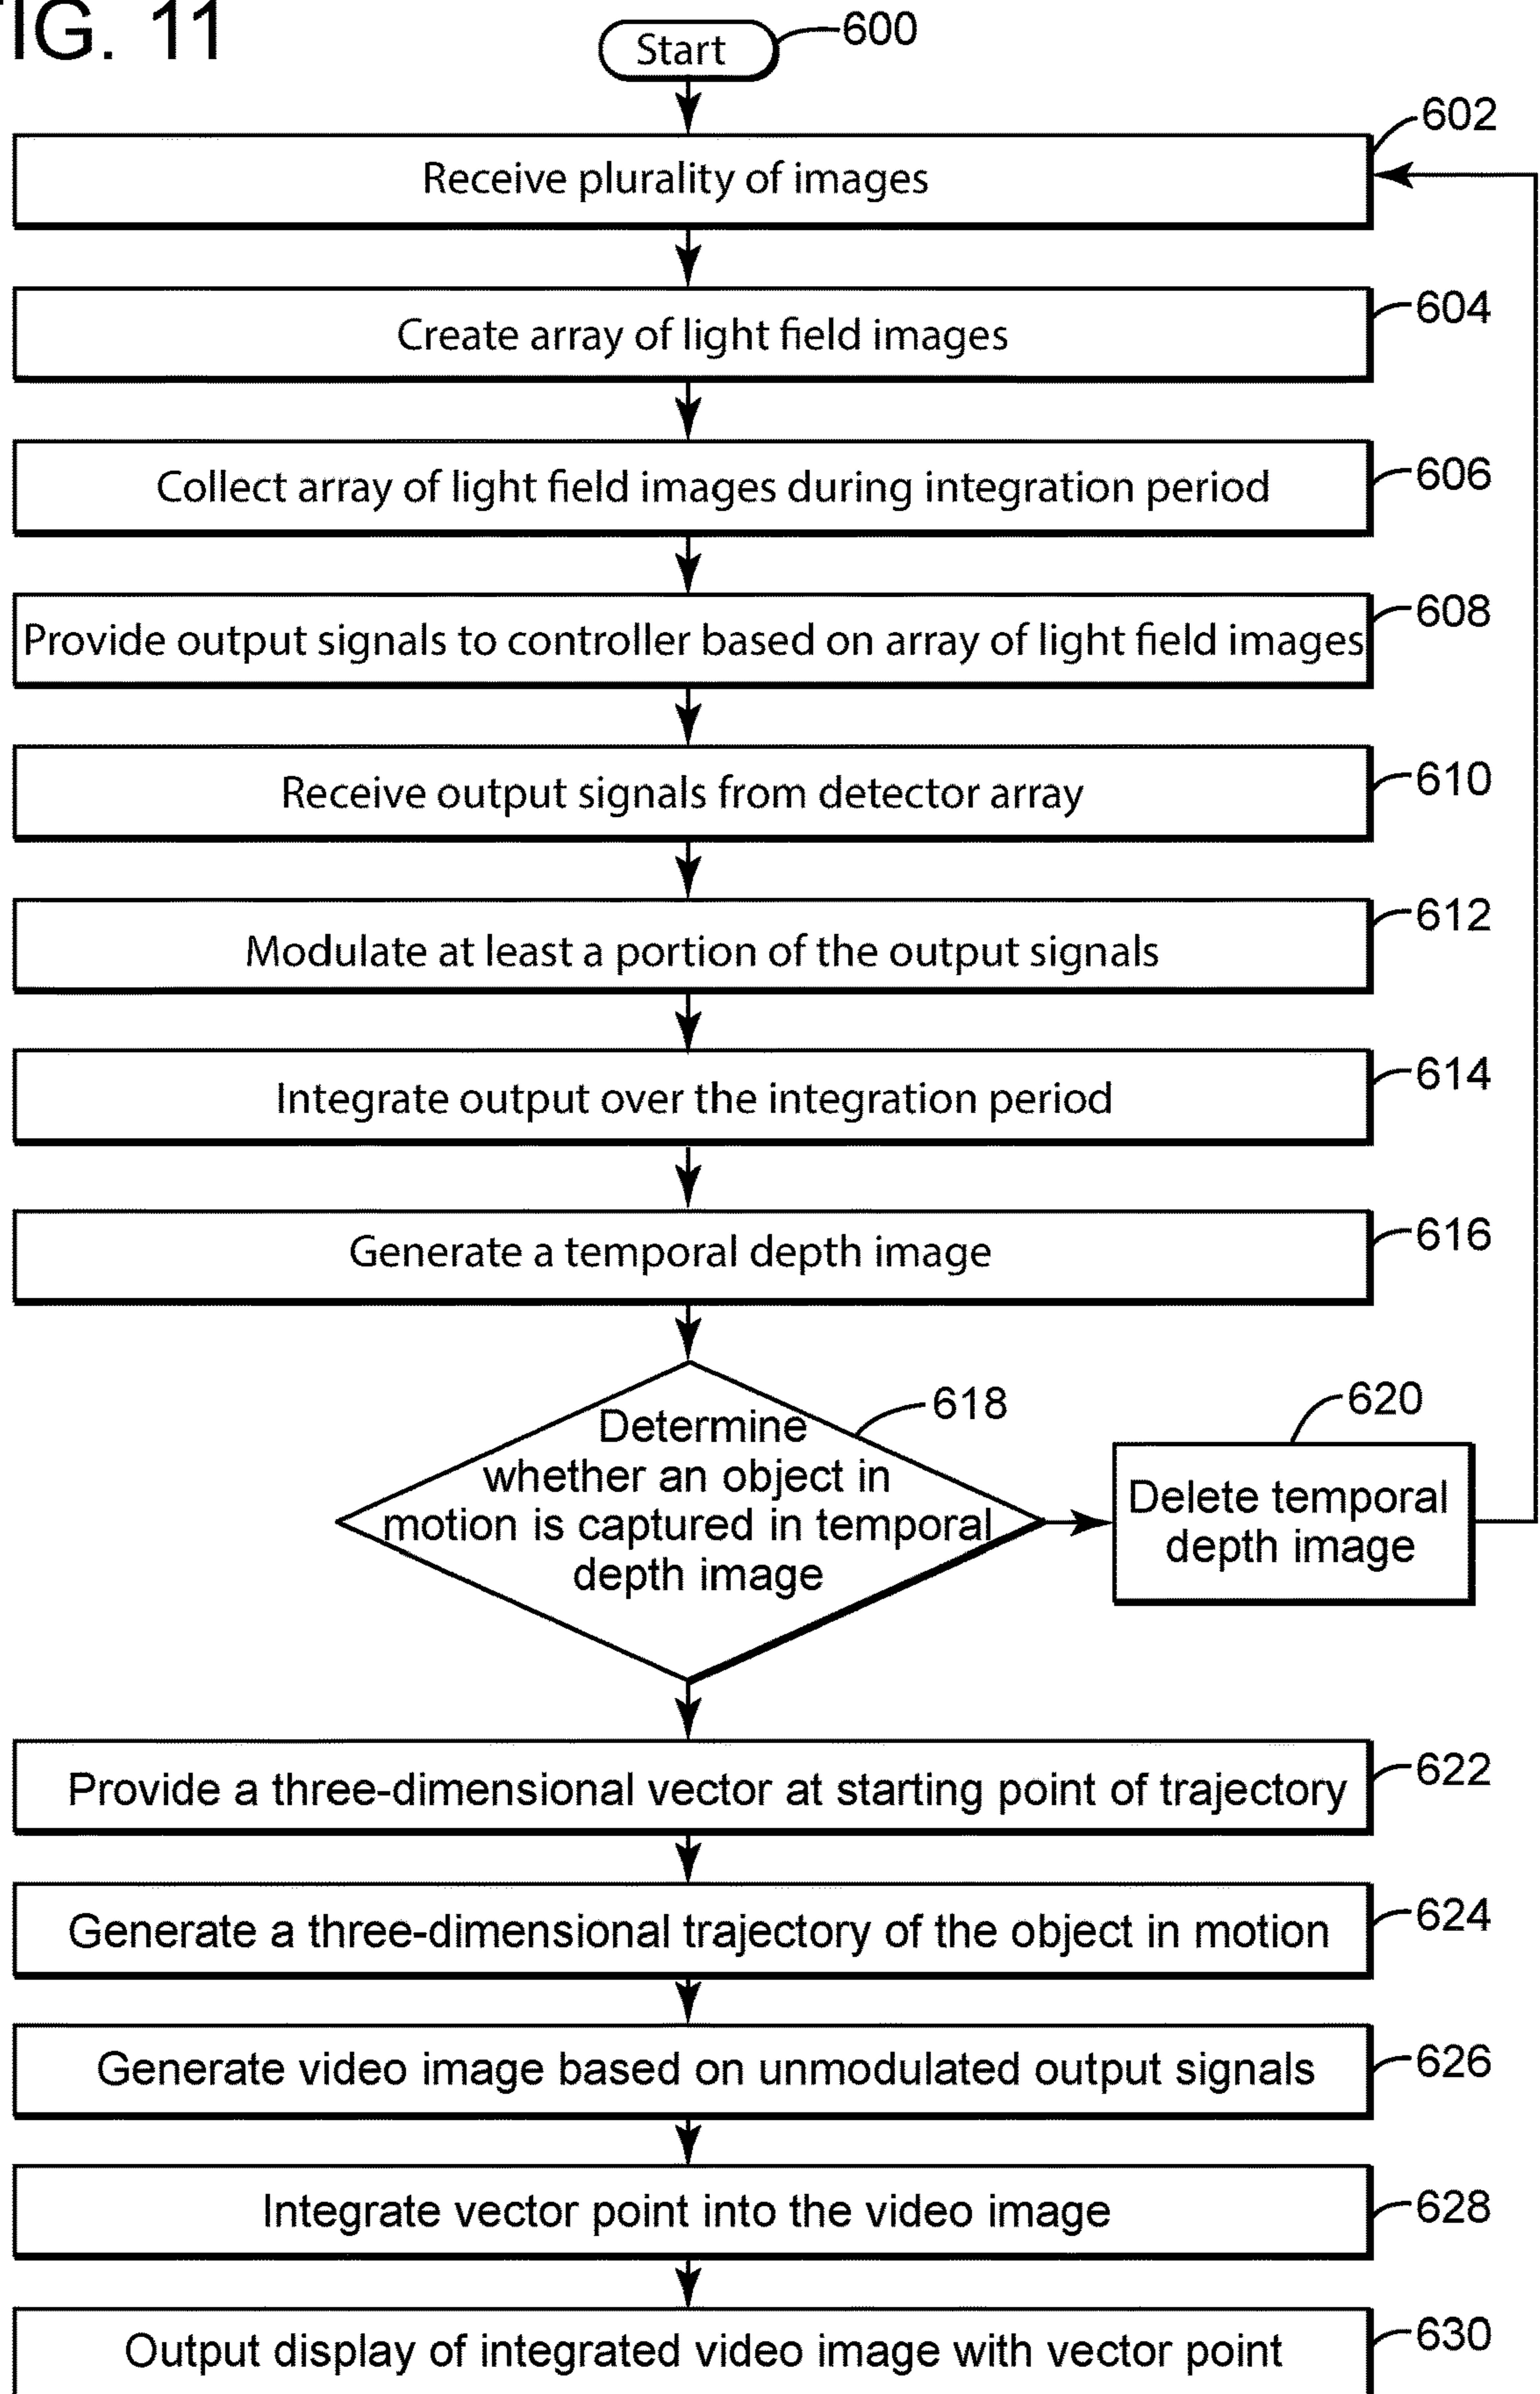 FIG. 11
Start
600
602
Receive plurality of images
604
Create array of light field images
606
Collect array of light field images during integration period
608
Provide output signals to controller based on array of light field images
610
Receive output signals from detector array
612
Modulate at least a portion of the output signals
614
Integrate output over the integration period
616
Generate a temporal depth image
618
Determine
whether an object in
motion is captured in temporal
depth image
620
Delete temporal
depth image
622
Provide a three-dimensional vector at starting point of trajectory
624
Generate a three-dimensional trajectory of the object in motion
626
Generate video image based on unmodulated output signals
628
Integrate vector point into the video image
630
Output display of integrated video image with vector point